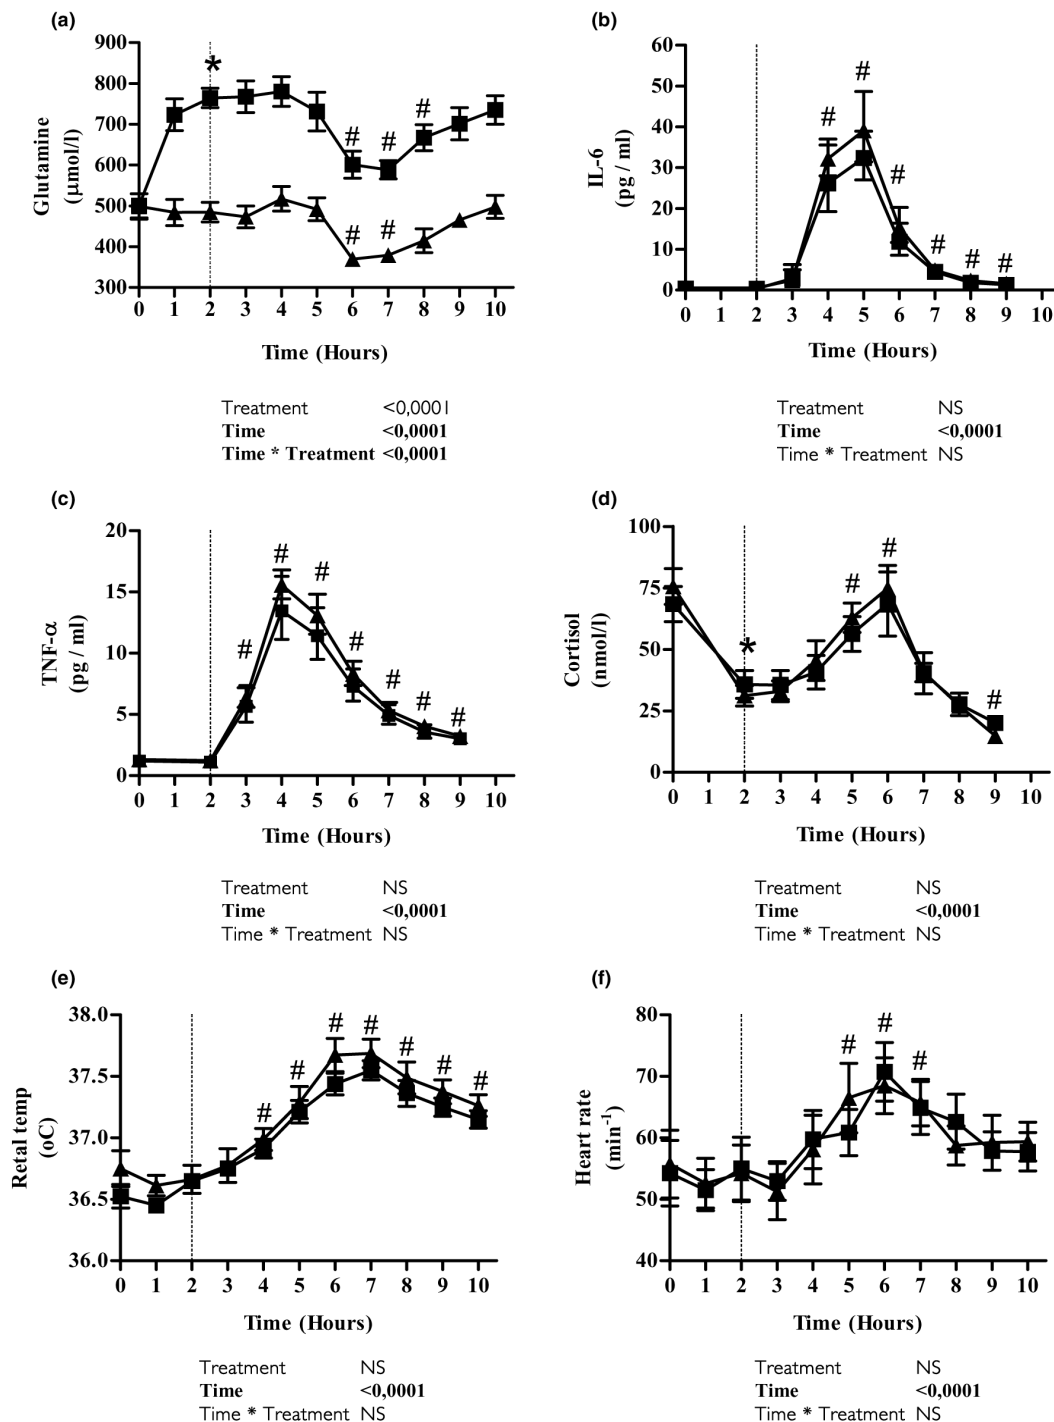 (a)
900
800
700
600
500
400
300
Glutamine
(μmol/l)
*
# # #
# #
0 1 2 3 4 5 6 7 8 9 10
Time (Hours)
Treatment <0,0001
Time <0,0001
Time * Treatment <0,0001
(b)
60
50
40
30
20
10
0
IL-6
(pg / ml)
# # # # # #
0 1 2 3 4 5 6 7 8 9 10
Time (Hours)
Treatment NS
Time <0,0001
Time * Treatment NS
(c)
20
15
10
5
0
TNF-α
(pg / ml)
# # # # # # #
0 1 2 3 4 5 6 7 8 9 10
Time (Hours)
Treatment NS
Time <0,0001
Time * Treatment NS
(d)
100
75
50
25
0
Cortisol
(nmol/l)
* # # #
0 1 2 3 4 5 6 7 8 9 10
Time (Hours)
Treatment NS
Time <0,0001
Time * Treatment NS
(e)
38.0
37.5
37.0
36.5
36.0
Retal temp
(oC)
# # # # # # #
0 1 2 3 4 5 6 7 8 9 10
Time (Hours)
Treatment NS
Time <0,0001
Time * Treatment NS
(f)
80
70
60
50
40
Heart rate
(min⁻¹)
# # #
0 1 2 3 4 5 6 7 8 9 10
Time (Hours)
Treatment NS
Time <0,0001
Time * Treatment NS